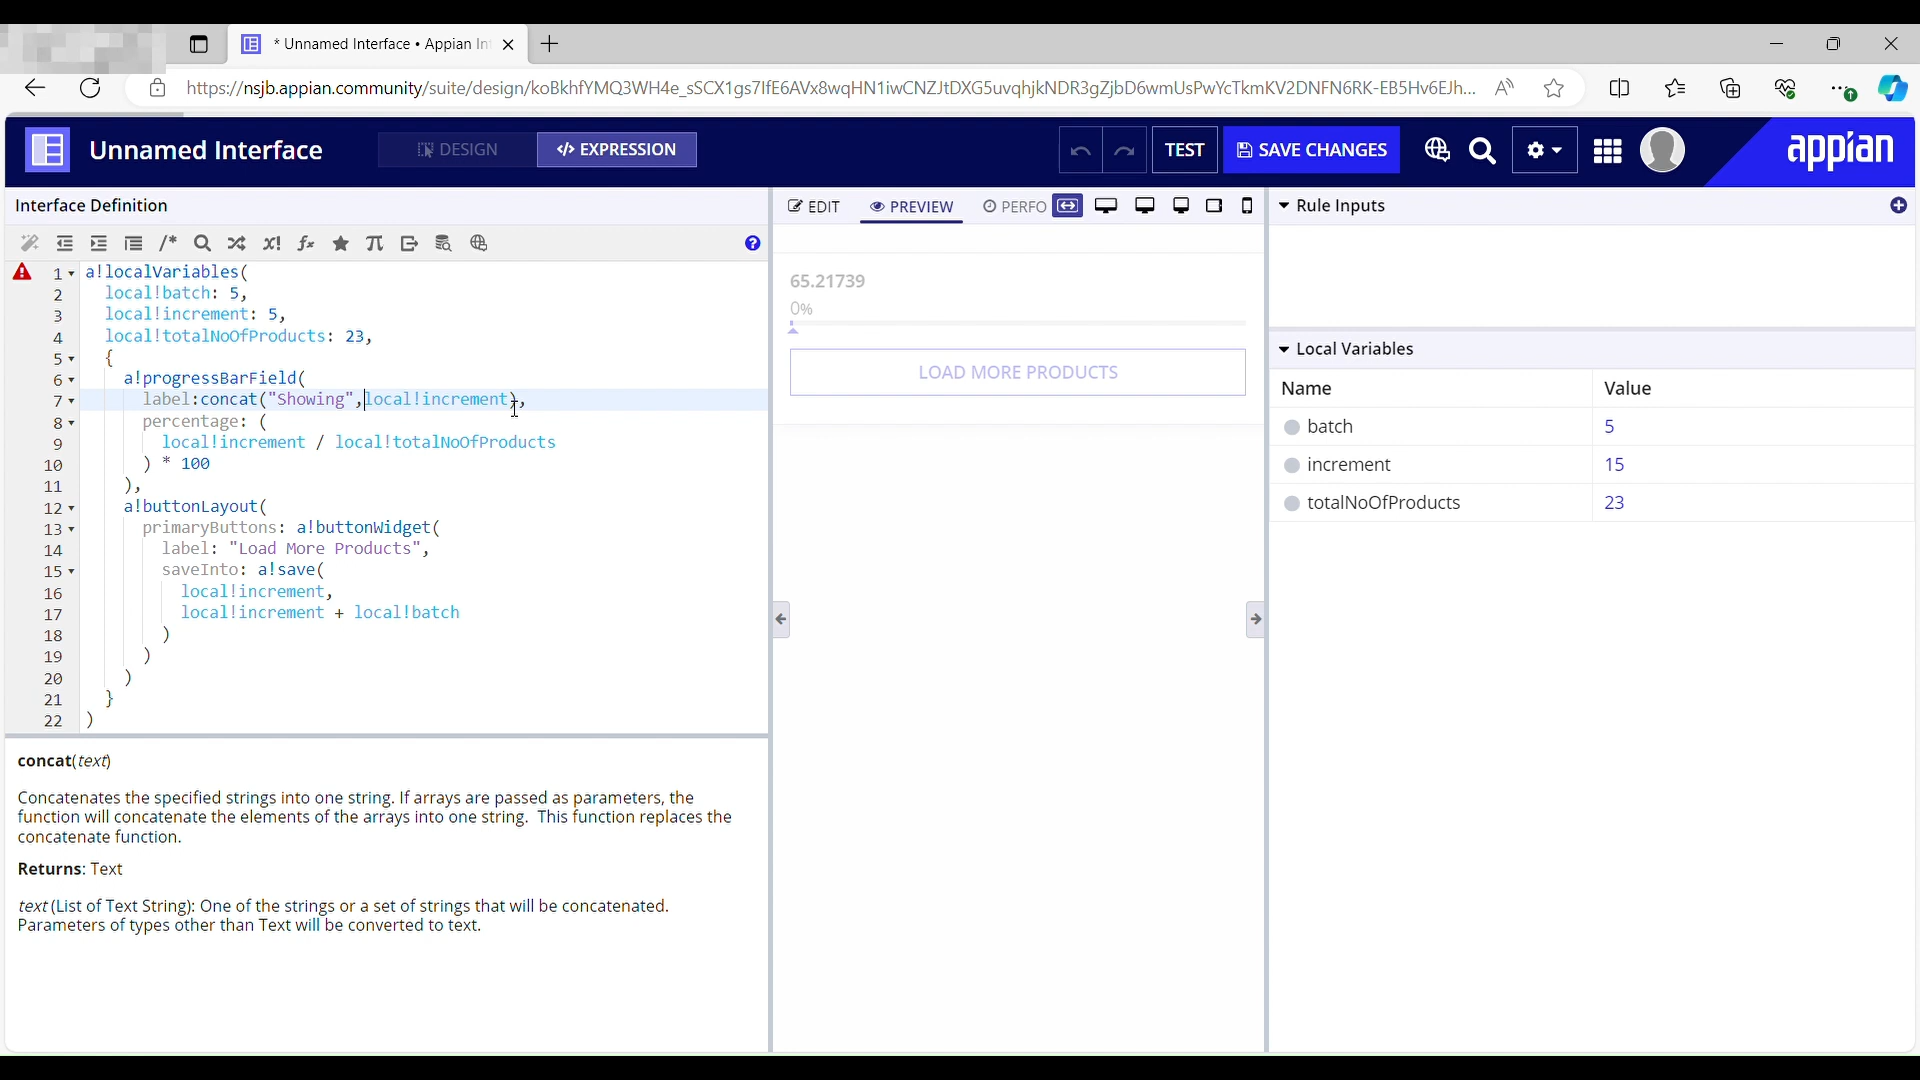 * Unnamed Interface • Appian In
https://nsjb.appian.community/suite/design/koBkhfYMQ3WH4e_sSCX1gs7IfE6AVx8wqHN1iwCNZJtDXG5uvqhjkNDR3gZjbD6wmUsPwYcTkmKV2DNFN6RK-EB5Hv6EJh...
Unnamed Interface
DESIGN
</> EXPRESSION
TEST
SAVE CHANGES
appian
Interface Definition
EDIT
PREVIEW
PERFO
Rule Inputs
1 a!localVariables(
2 local!batch: 5,
3 local!increment: 5,
4 local!totalNoOfProducts: 23,
5 {
6 a!progressBarField(
7 label:concat("Showing",local!increment),
8 percentage: (
9 local!increment / local!totalNoOfProducts
10 ) * 100
11 ),
12 a!buttonLayout(
13 primaryButtons: a!buttonWidget(
14 label: "Load More Products",
15 saveInto: a!save(
16 local!increment,
17 local!increment + local!batch
18 )
19 )
20 )
21 }
22 )
65.21739
0%
LOAD MORE PRODUCTS
Local Variables
Name Value
batch 5
increment 15
totalNoOfProducts 23
concat(text)
Concatenates the specified strings into one string. If arrays are passed as parameters, the
function will concatenate the elements of the arrays into one string. This function replaces the
concatenate function.
Returns: Text
text (List of Text String): One of the strings or a set of strings that will be concatenated.
Parameters of types other than Text will be converted to text.